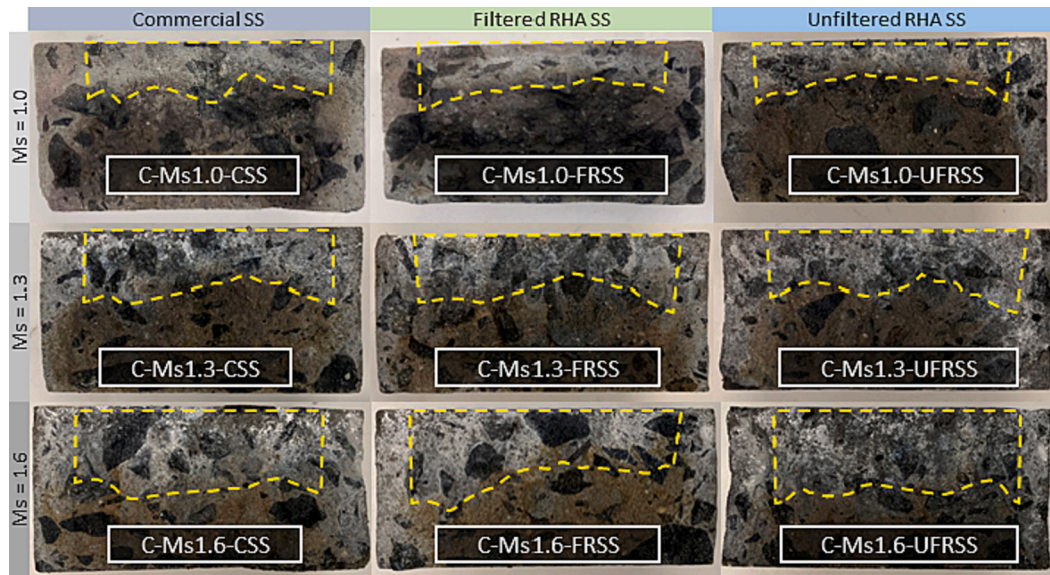 Commercial SS
Filtered RHA SS
Unfiltered RHA SS
Ms = 1.0
C-Ms1.0-CSS
C-Ms1.0-FRSS
C-Ms1.0-UFRSS
Ms = 1.3
C-Ms1.3-CSS
C-Ms1.3-FRSS
C-Ms1.3-UFRSS
Ms = 1.6
C-Ms1.6-CSS
C-Ms1.6-FRSS
C-Ms1.6-UFRSS